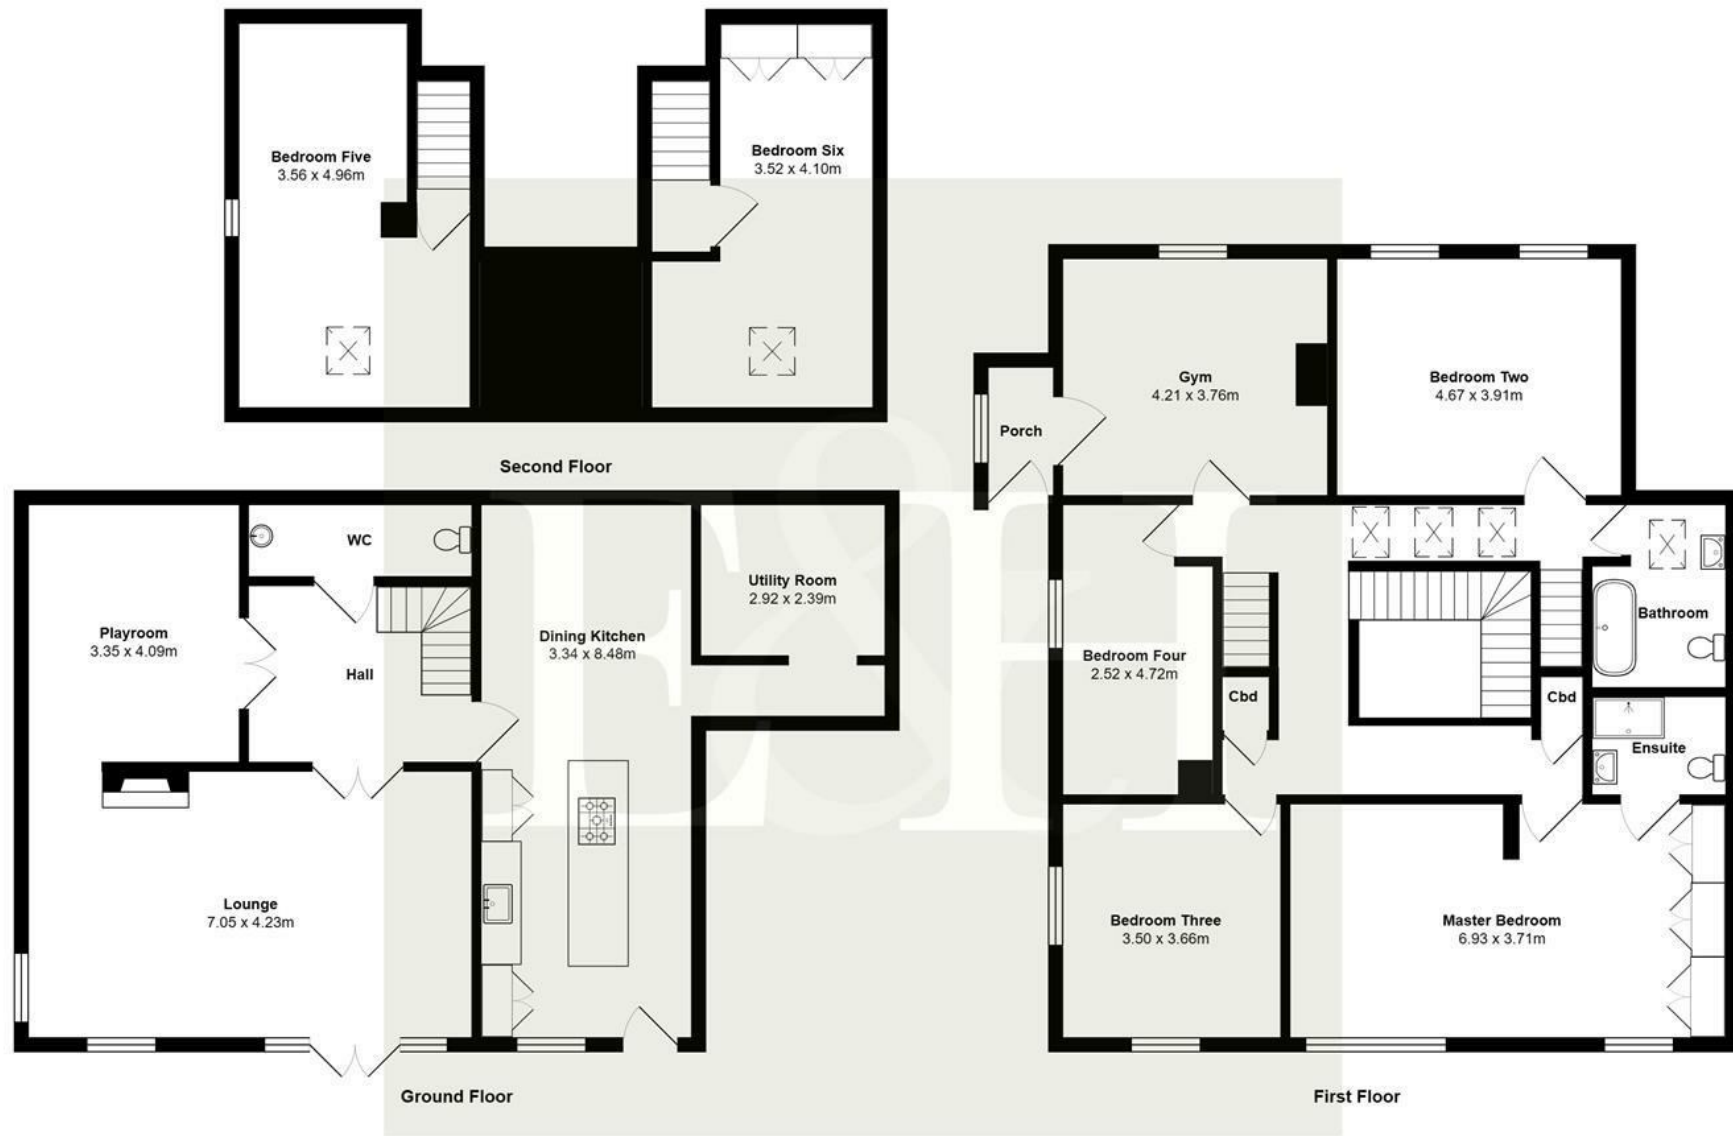 Bedroom Five
3.56 x 4.96m
Bedroom Six
3.52 x 4.10m
Second Floor
WC
Playroom
3.35 x 4.09m
Hall
Dining Kitchen
3.34 x 8.48m
Utility Room
2.92 x 2.39m
Lounge
7.05 x 4.23m
Ground Floor
Gym
4.21 x 3.76m
Bedroom Two
4.67 x 3.91m
Porch
Bedroom Four
2.52 x 4.72m
Cbd
Bathroom
Cbd
Ensuite
Bedroom Three
3.50 x 3.66m
Master Bedroom
6.93 x 3.71m
First Floor
E&H